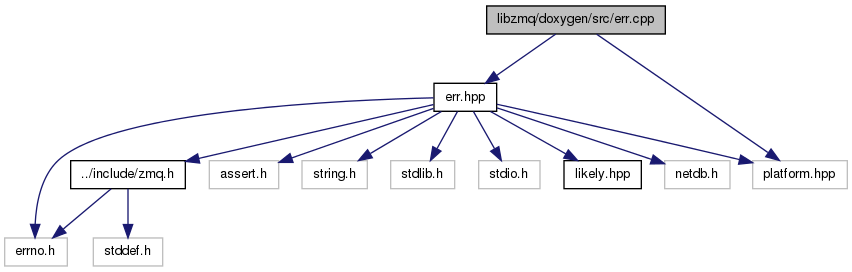 libzmq/doxygen/src/err.cpp
err.hpp
../include/zmq.h
assert.h
string.h
stdlib.h
stdio.h
likely.hpp
netdb.h
platform.hpp
errno.h
stddef.h